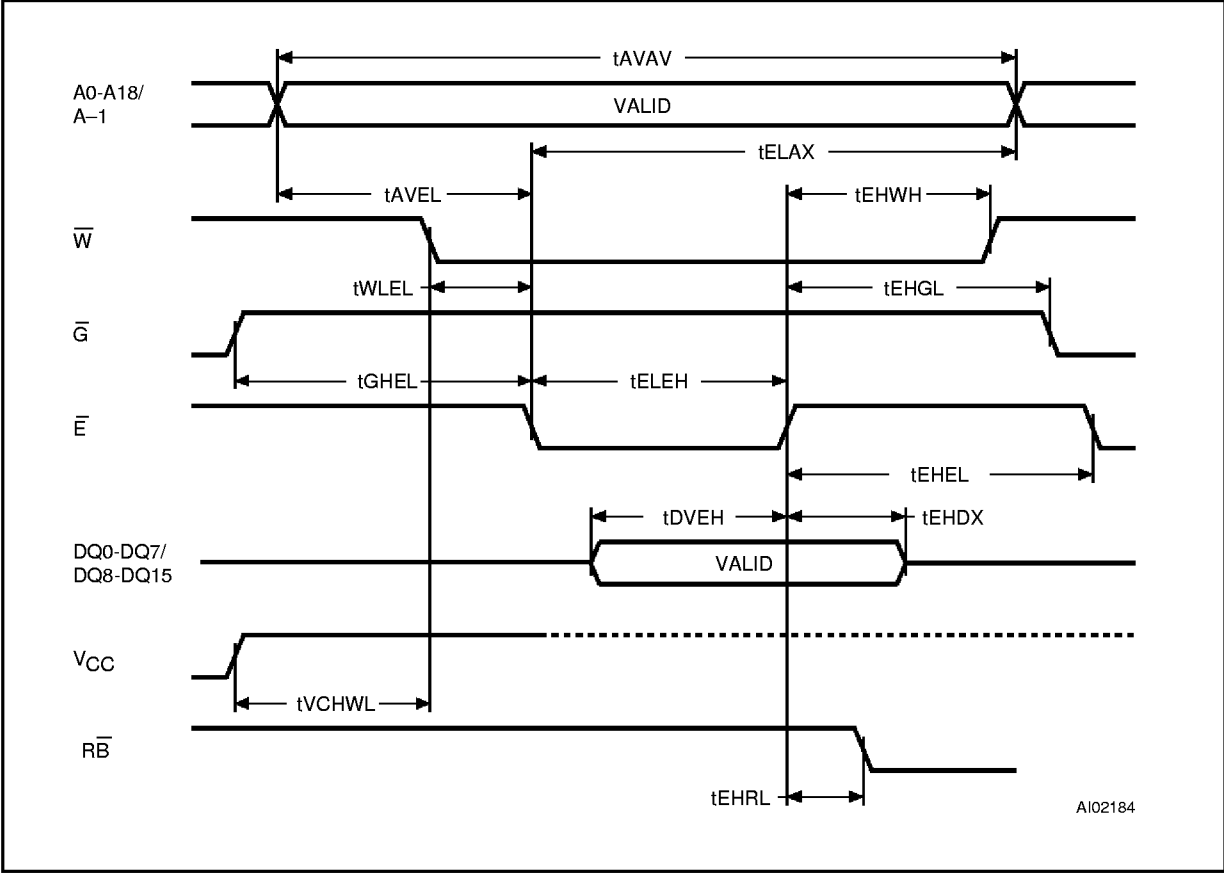 tAVAV
A0-A18/
A–1
VALID
tELAX
tAVEL
tEHWH
W̅
tWLEL
tEHGL
G̅
tGHEL
tELEH
E̅
tEHEL
tDVEH
tEHDX
DQ0-DQ7/
DQ8-DQ15
VALID
VCC
tVCHWL
RB̅
tEHRL
AI02184